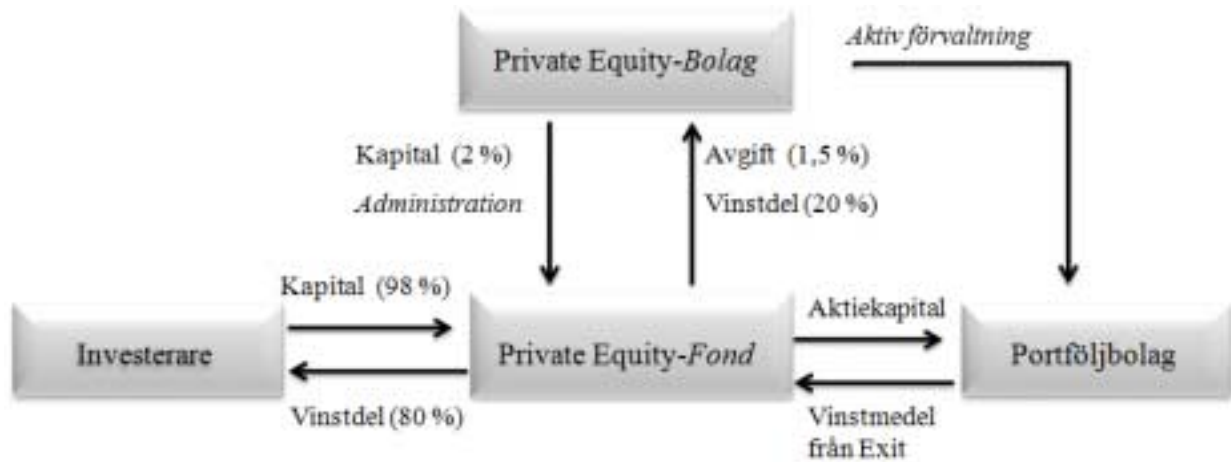 Aktiv förvaltning
Private Equity-Bolag
Kapital (2 %)
Administration
Avgift (1,5 %)
Vinstdel (20 %)
Kapital (98 %)
Investerare
Vinstdel (80 %)
Private Equity-Fond
Aktiekapital
Vinstmedel
från Exit
Portföljbolag